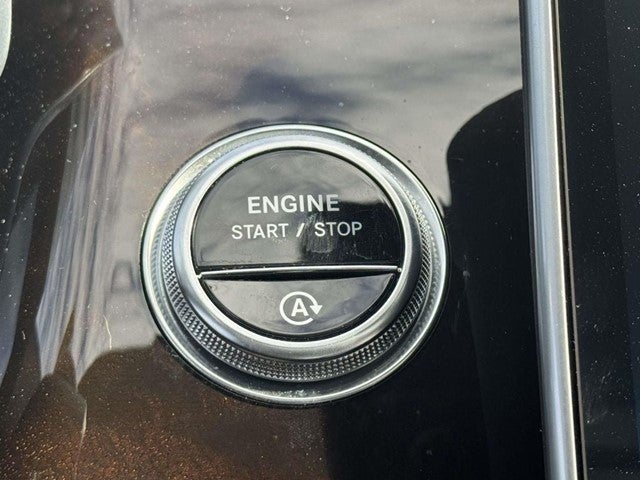 ENGINE
START / STOP
A